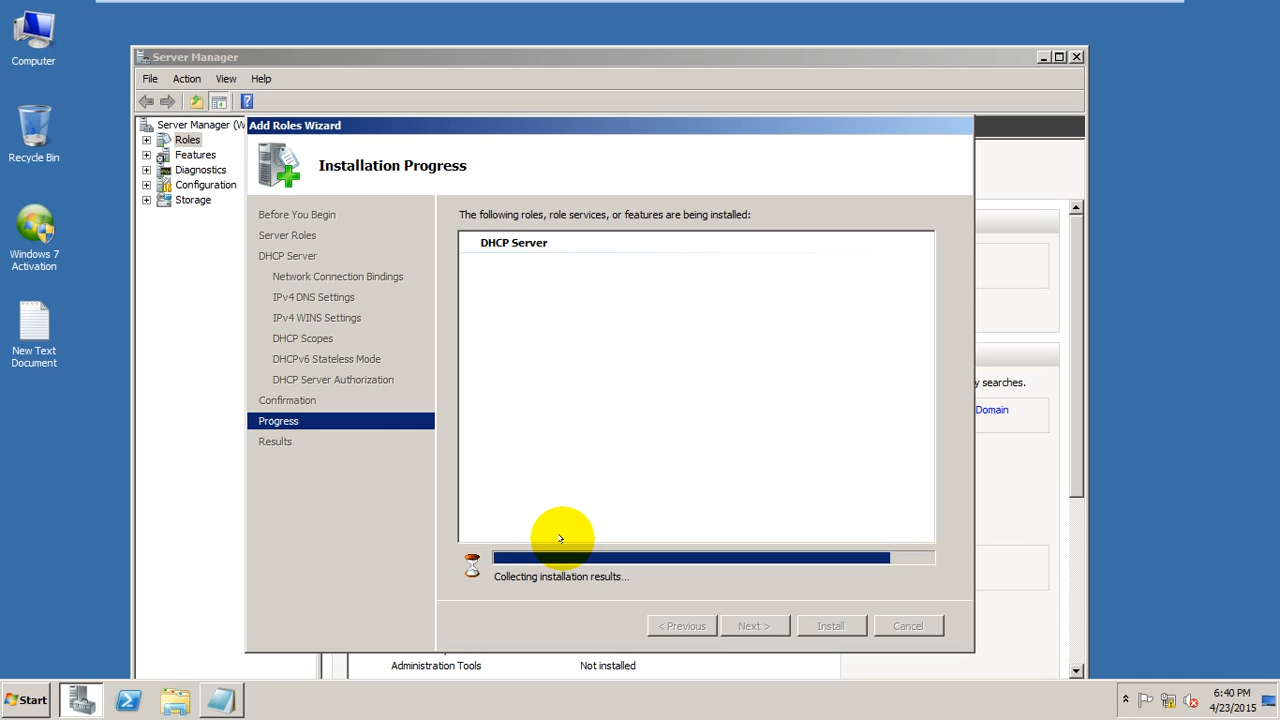 Computer
Recycle Bin
Windows 7
Activation
New Text
Document
Server Manager
File Action View Help
Server Manager (W
Roles
Features
Diagnostics
Configuration
Storage
Add Roles Wizard
Installation Progress
Before You Begin
Server Roles
DHCP Server
Network Connection Bindings
IPv4 DNS Settings
IPv4 WINS Settings
DHCP Scopes
DHCPv6 Stateless Mode
DHCP Server Authorization
Confirmation
Progress
Results
The following roles, role services, or features are being installed:
DHCP Server
Collecting installation results...
< Previous Next > Install Cancel
y searches.
Domain
Administration Tools Not installed
Start
6:40 PM
4/23/2015